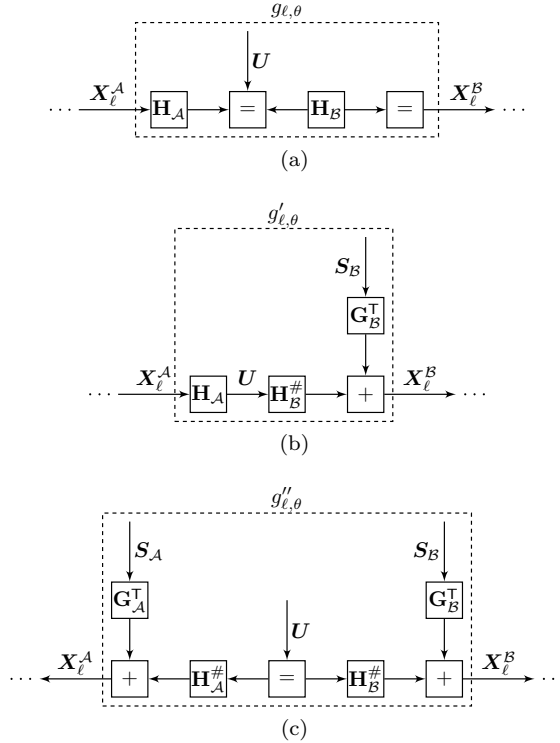 g_{ℓ,θ}
U
··· X_ℓ^𝒜 H_𝒜 = H_ℬ = X_ℓ^ℬ ···
(a)
g′_{ℓ,θ}
S_ℬ
G_ℬ^T
··· X_ℓ^𝒜 H_𝒜 U H_ℬ^# + X_ℓ^ℬ ···
(b)
g″_{ℓ,θ}
S_𝒜 S_ℬ
G_𝒜^T G_ℬ^T
U
··· X_ℓ^𝒜 + H_𝒜^# = H_ℬ^# + X_ℓ^ℬ ···
(c)